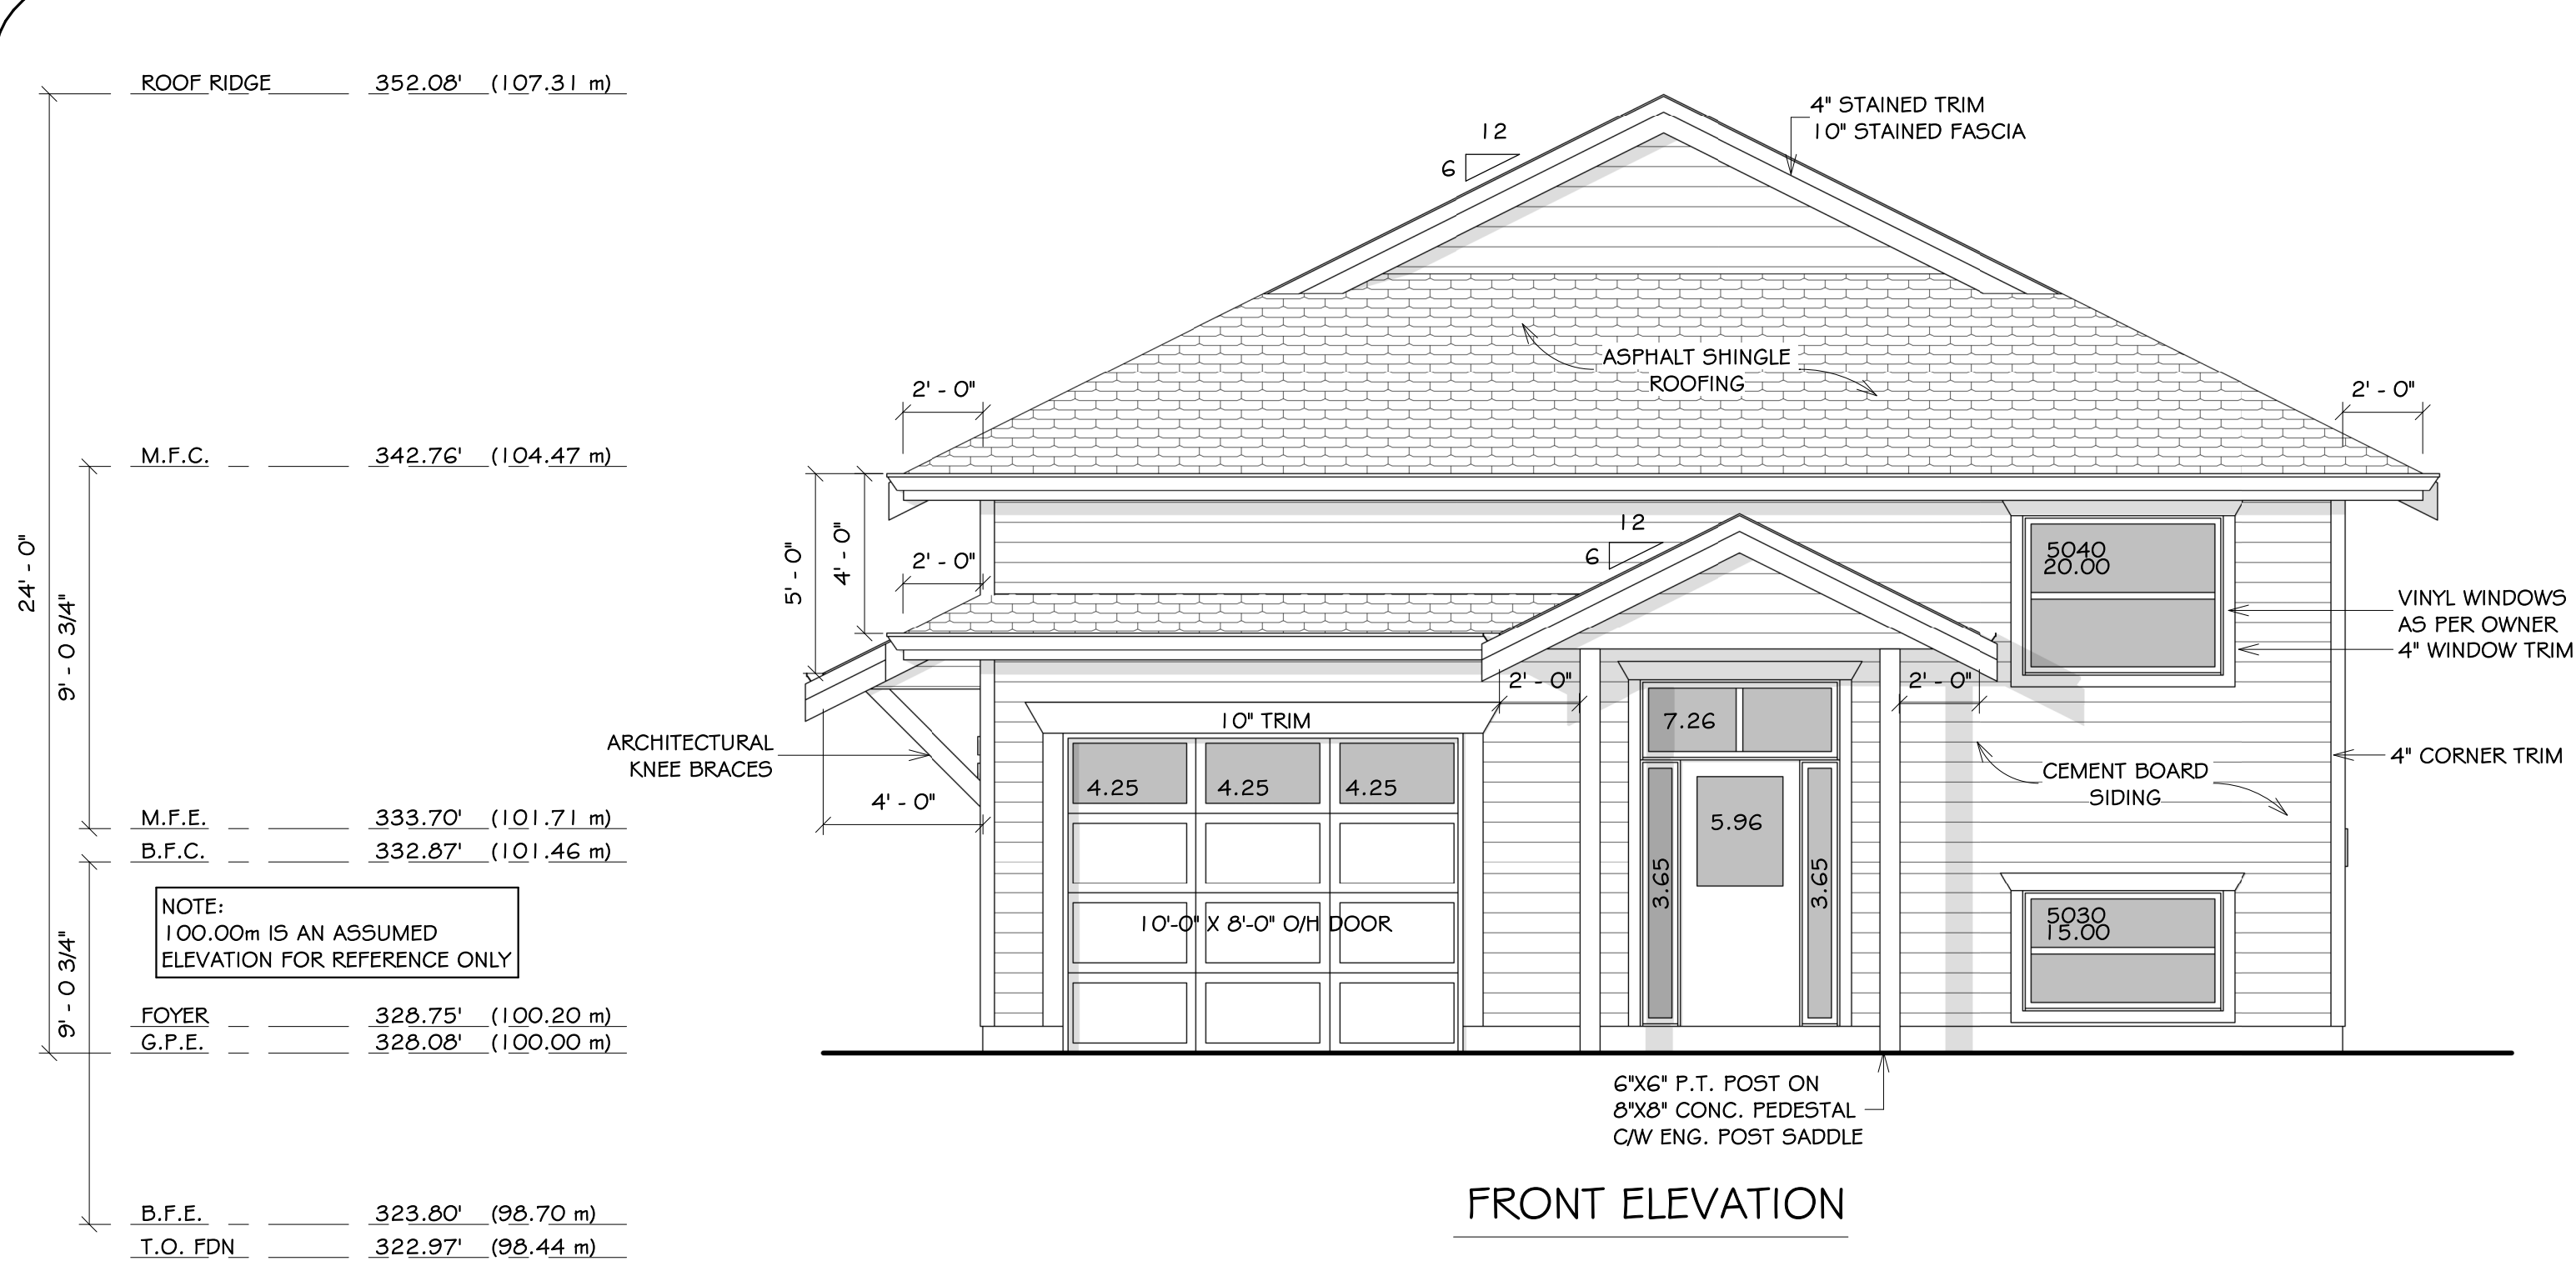 ROOF RIDGE 352.08' (107.31 m)
4" STAINED TRIM
10" STAINED FASCIA
12
6
ASPHALT SHINGLE
ROOFING
2' - 0"
2' - 0"
M.F.C. 342.76' (104.47 m)
24' - 0"
9' - 0 3/4"
5' - 0"
4' - 0"
2' - 0"
12
6
5040
20.00
VINYL WINDOWS
AS PER OWNER
4" WINDOW TRIM
2' - 0"
2' - 0"
10" TRIM
7.26
ARCHITECTURAL
KNEE BRACES
4' - 0"
4.25 4.25 4.25
5.96
3.65
3.65
4" CORNER TRIM
CEMENT BOARD
SIDING
M.F.E. 333.70' (101.71 m)
B.F.C. 332.87' (101.46 m)
NOTE:
100.00m IS AN ASSUMED
ELEVATION FOR REFERENCE ONLY
9' - 0 3/4"
10'-0" X 8'-0" O/H DOOR
5030
15.00
FOYER 328.75' (100.20 m)
G.P.E. 328.08' (100.00 m)
6"X6" P.T. POST ON
8"X8" CONC. PEDESTAL
C/W ENG. POST SADDLE
B.F.E. 323.80' (98.70 m)
T.O. FDN 322.97' (98.44 m)
FRONT ELEVATION